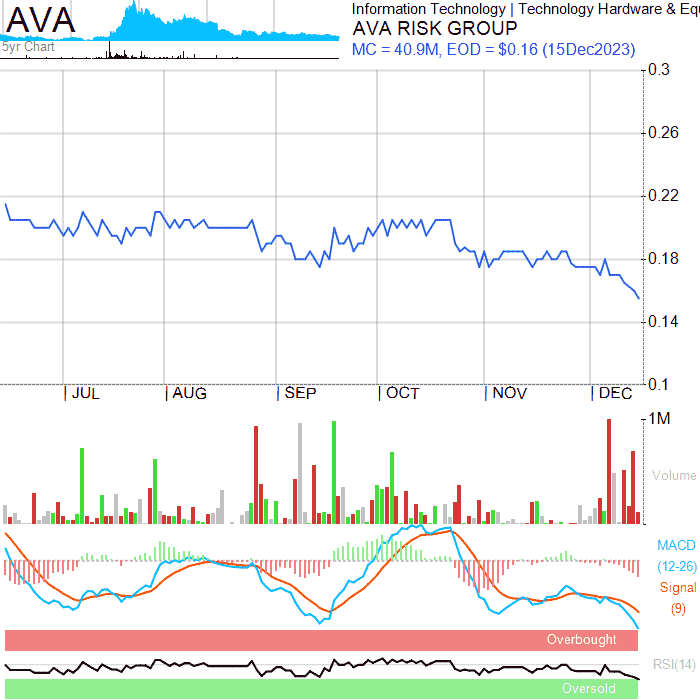 AVA
5yr Chart
Information Technology | Technology Hardware & Equ
AVA RISK GROUP
MC = 40.9M, EOD = $0.16 (15Dec2023)
0.3
0.26
0.22
0.18
0.14
0.1
JUL AUG SEP OCT NOV DEC
1M
Volume
MACD
(12-26)
Signal
(9)
Overbought
RSI(14)
Oversold